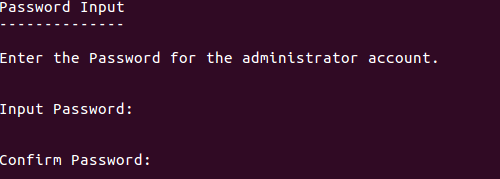 Password Input
--------------
Enter the Password for the administrator account.
Input Password:
Confirm Password: